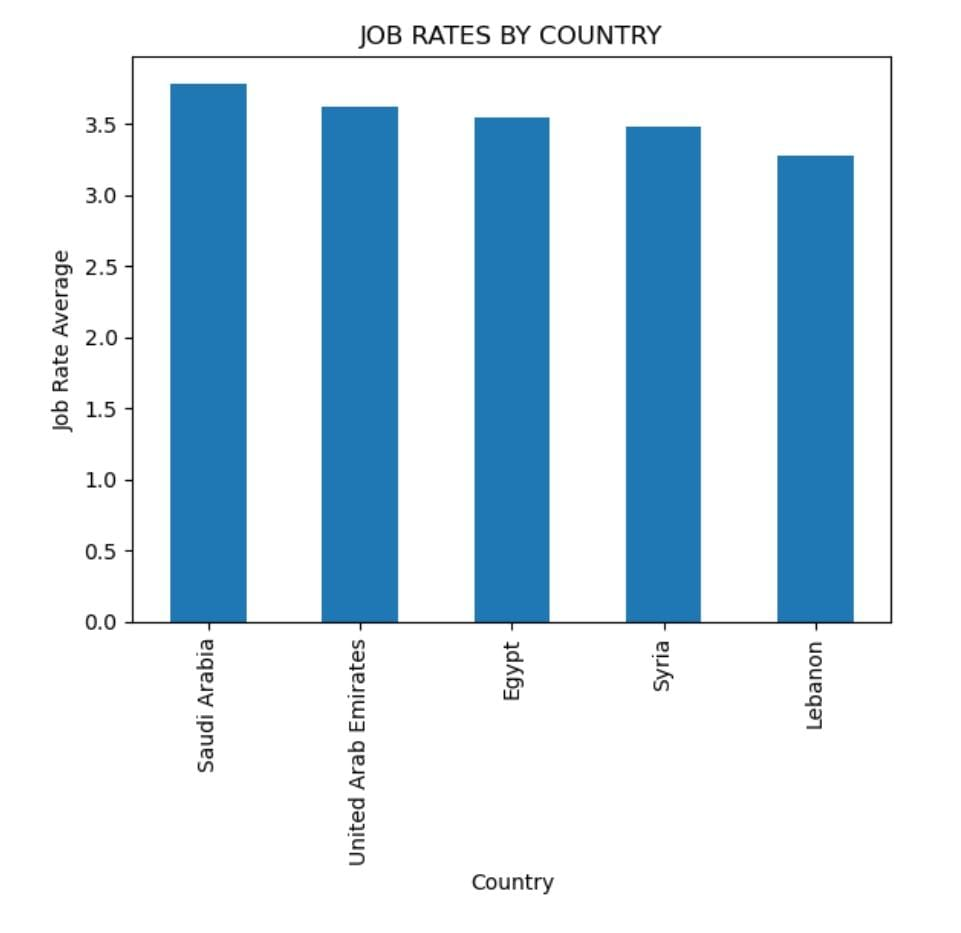 JOB RATES BY COUNTRY
Job Rate Average
3.5
3.0
2.5
2.0
1.5
1.0
0.5
0.0
Saudi Arabia
United Arab Emirates
Egypt
Syria
Lebanon
Country